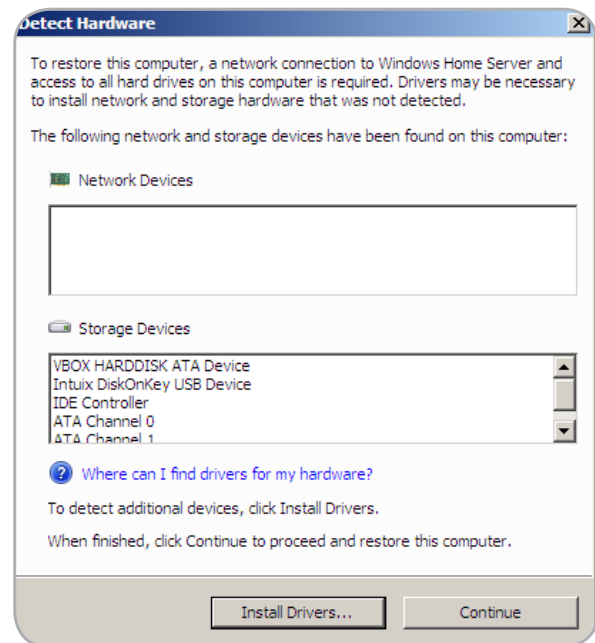 Detect Hardware
To restore this computer, a network connection to Windows Home Server and
access to all hard drives on this computer is required. Drivers may be necessary
to install network and storage hardware that was not detected.
The following network and storage devices have been found on this computer:
Network Devices
Storage Devices
VBOX HARDDISK ATA Device
Intuix DiskOnKey USB Device
IDE Controller
ATA Channel 0
ATA Channel 1
Where can I find drivers for my hardware?
To detect additional devices, click Install Drivers.
When finished, click Continue to proceed and restore this computer.
Install Drivers... Continue